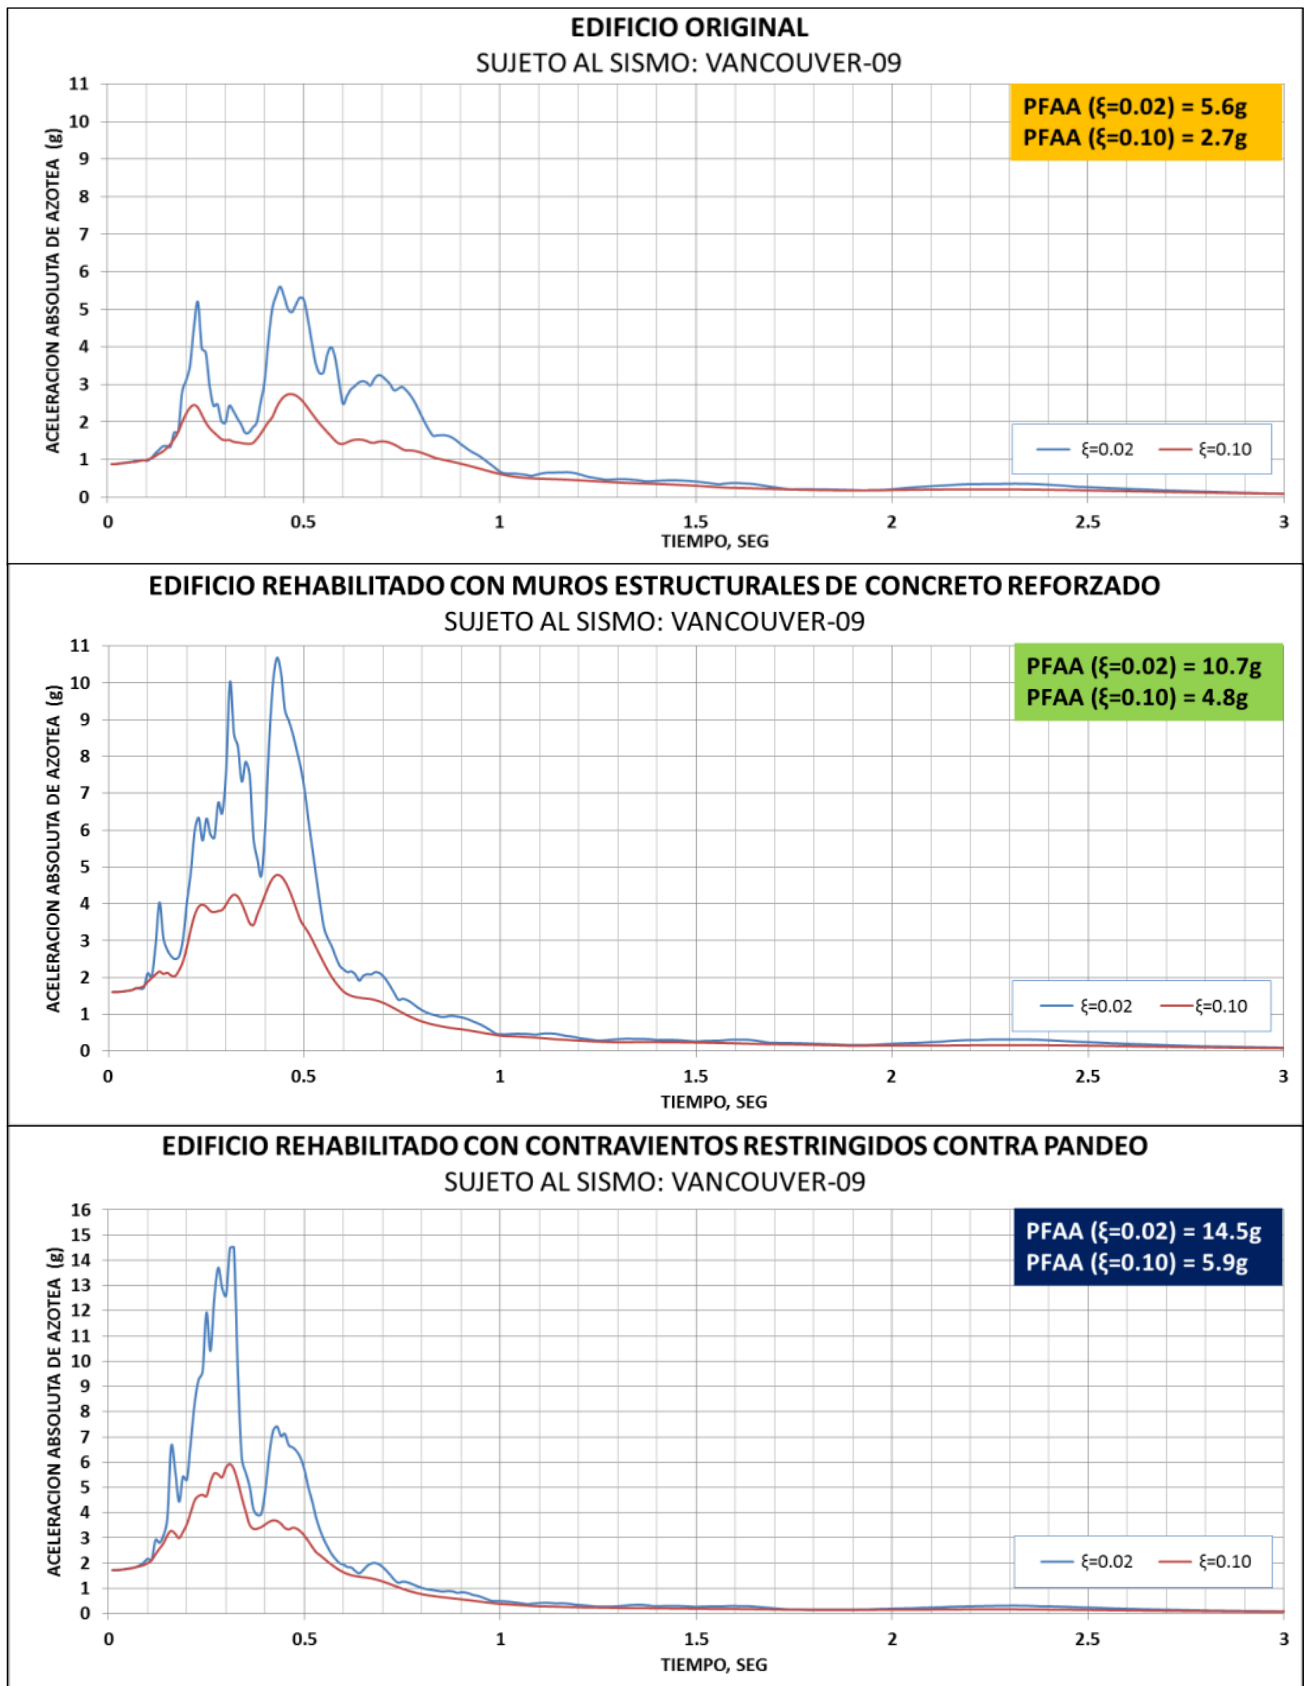 EDIFICIO ORIGINAL
SUJETO AL SISMO: VANCOUVER-09
PFAA (ξ=0.02) = 5.6g
PFAA (ξ=0.10) = 2.7g
ACELERACION ABSOLUTA DE AZOTEA (g)
11
10
9
8
7
6
5
4
3
2
1
0
ξ=0.02 ξ=0.10
0 0.5 1 1.5 2 2.5 3
TIEMPO, SEG
EDIFICIO REHABILITADO CON MUROS ESTRUCTURALES DE CONCRETO REFORZADO
SUJETO AL SISMO: VANCOUVER-09
PFAA (ξ=0.02) = 10.7g
PFAA (ξ=0.10) = 4.8g
ACELERACION ABSOLUTA DE AZOTEA (g)
11
10
9
8
7
6
5
4
3
2
1
0
ξ=0.02 ξ=0.10
0 0.5 1 1.5 2 2.5 3
TIEMPO, SEG
EDIFICIO REHABILITADO CON CONTRAVIENTOS RESTRINGIDOS CONTRA PANDEO
SUJETO AL SISMO: VANCOUVER-09
PFAA (ξ=0.02) = 14.5g
PFAA (ξ=0.10) = 5.9g
ACELERACION ABSOLUTA DE AZOTEA (g)
16
15
14
13
12
11
10
9
8
7
6
5
4
3
2
1
0
ξ=0.02 ξ=0.10
0 0.5 1 1.5 2 2.5 3
TIEMPO, SEG